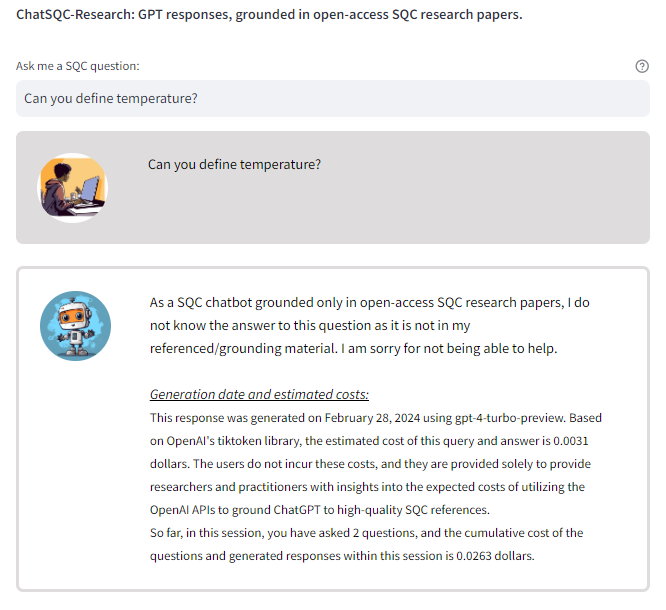 ChatSQC-Research: GPT responses, grounded in open-access SQC research papers.
Ask me a SQC question:
Can you define temperature?
Can you define temperature?
As a SQC chatbot grounded only in open-access SQC research papers, I do
not know the answer to this question as it is not in my
referenced/grounding material. I am sorry for not being able to help.
Generation date and estimated costs:
This response was generated on February 28, 2024 using gpt-4-turbo-preview. Based
on OpenAI's tiktoken library, the estimated cost of this query and answer is 0.0031
dollars. The users do not incur these costs, and they are provided solely to provide
researchers and practitioners with insights into the expected costs of utilizing the
OpenAI APIs to ground ChatGPT to high-quality SQC references.
So far, in this session, you have asked 2 questions, and the cumulative cost of the
questions and generated responses within this session is 0.0263 dollars.